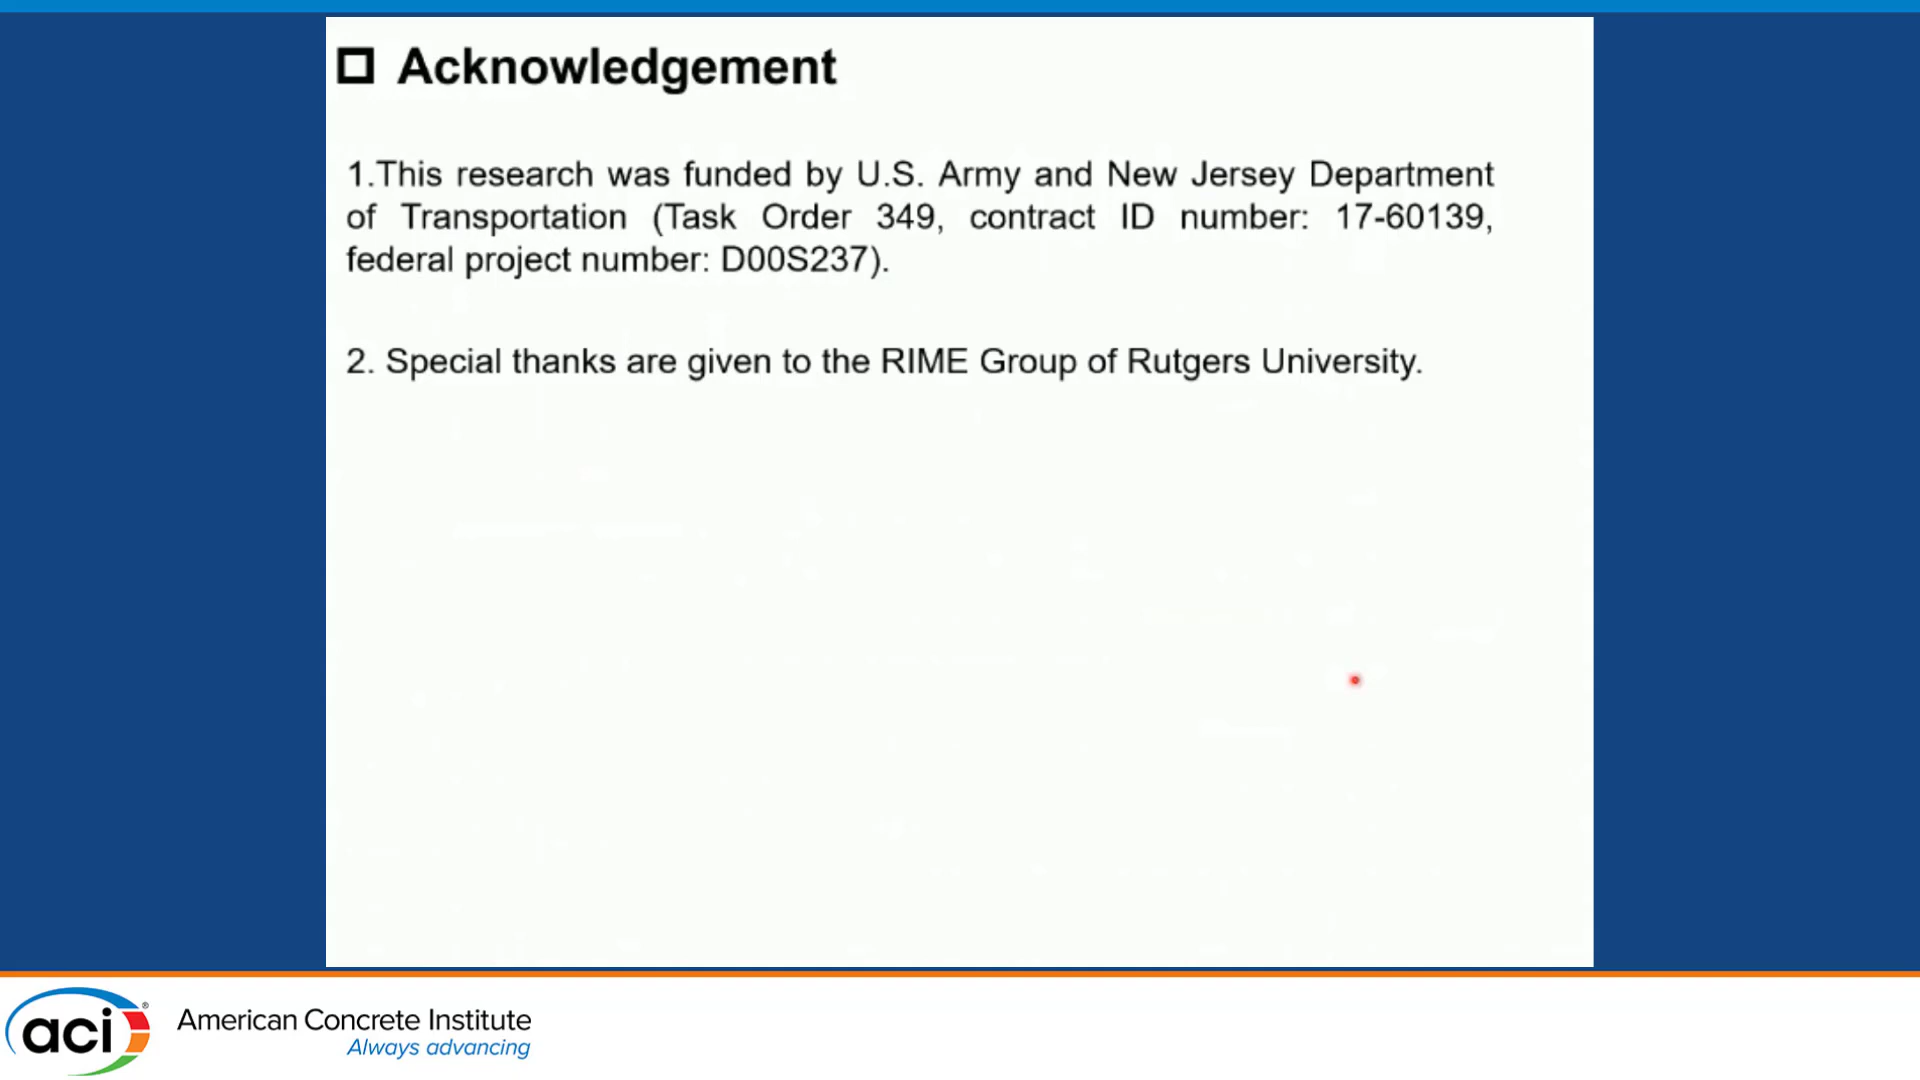 Acknowledgement
1.This research was funded by U.S. Army and New Jersey Department
of Transportation (Task Order 349, contract ID number: 17-60139,
federal project number: D00S237).
2. Special thanks are given to the RIME Group of Rutgers University.
aci®
American Concrete Institute
Always advancing